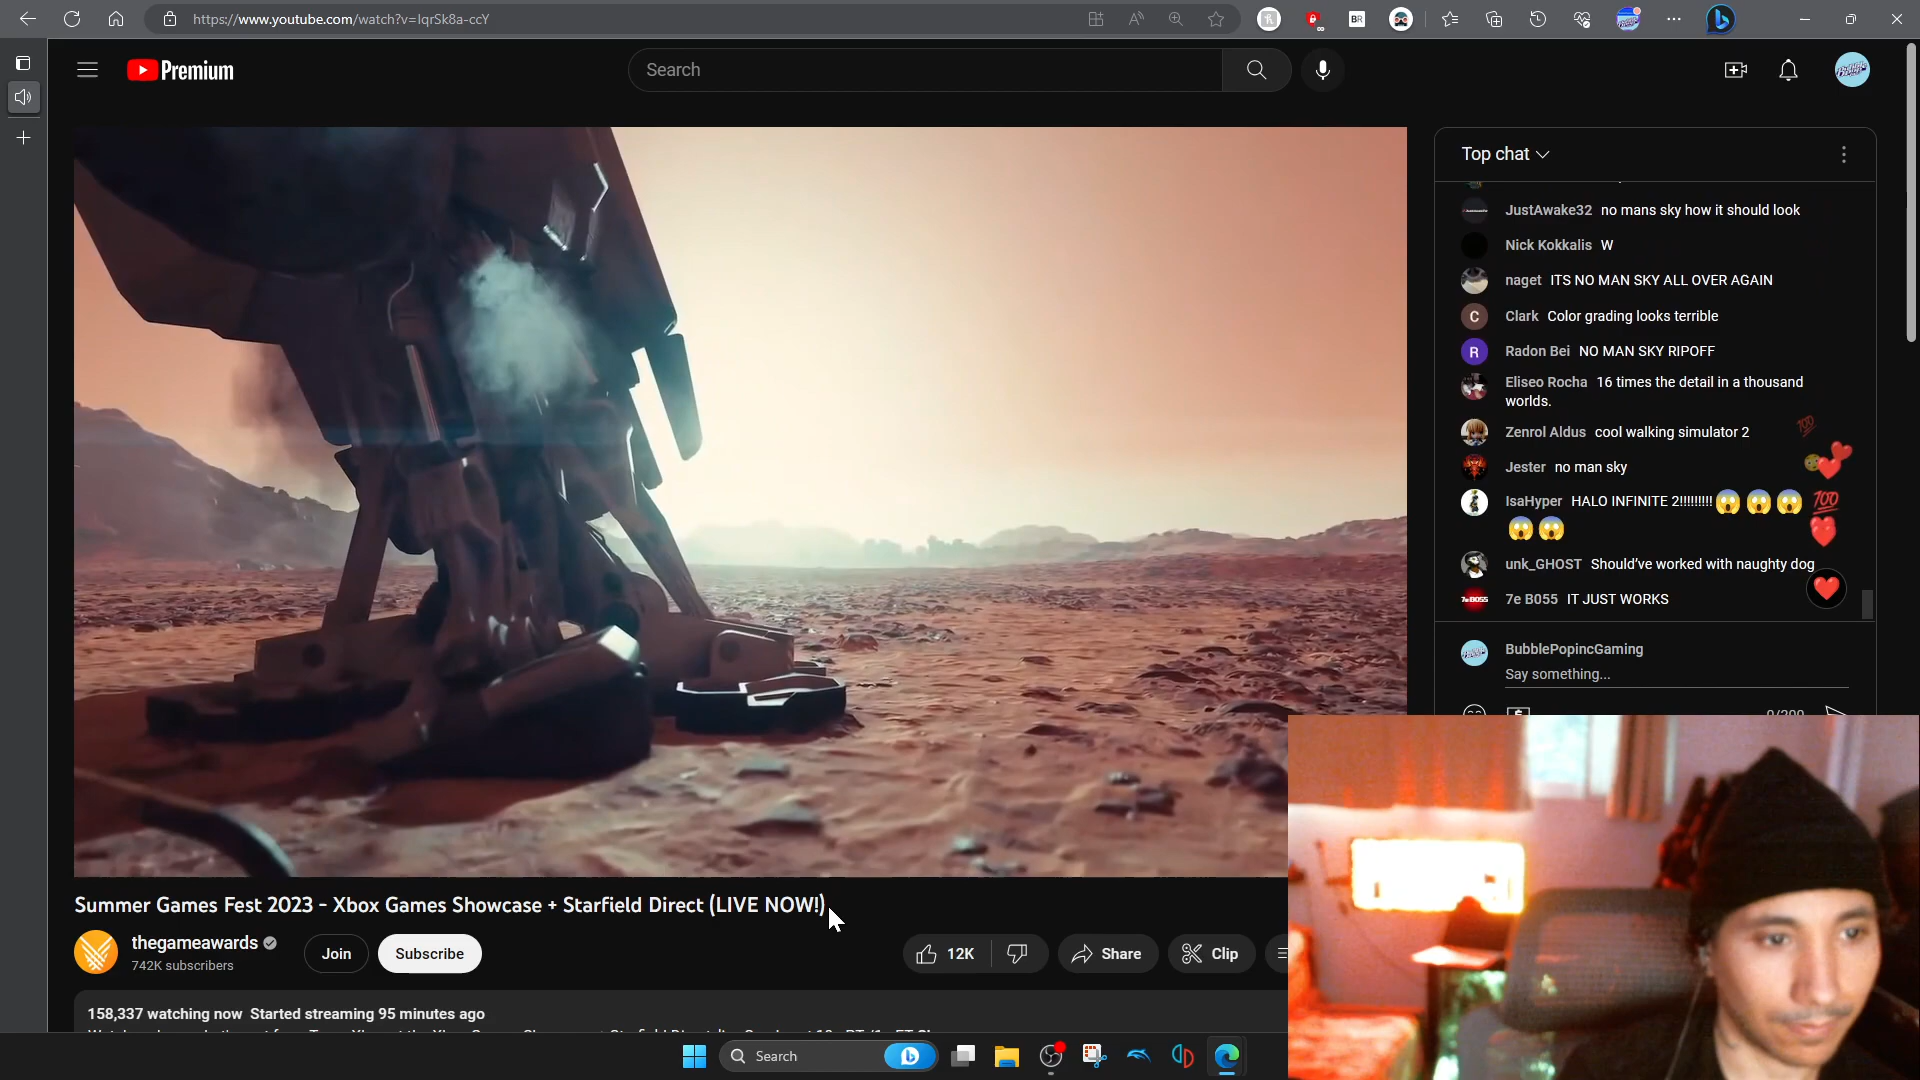 https://www.youtube.com/watch?v=IqrSk8a-ccY
Premium
Search
Top chat
JustAwake32 no mans sky how it should look
Nick Kokkalis W
naget ITS NO MAN SKY ALL OVER AGAIN
C Clark Color grading looks terrible
R Radon Bei NO MAN SKY RIPOFF
Eliseo Rocha 16 times the detail in a thousand
worlds.
Zenrol Aldus cool walking simulator 2
Jester no man sky
IsaHyper HALO INFINITE 2!!!!!!!!! 😱 😱 😱
😱 😱
unk_GHOST Should've worked with naughty dog
7e B055 IT JUST WORKS
BubblePopincGaming
Say something...
0/200
Summer Games Fest 2023 - Xbox Games Showcase + Starfield Direct (LIVE NOW!)
thegameawards
742K subscribers
Join
Subscribe
12K
Share
Clip
158,337 watching now Started streaming 95 minutes ago
Search